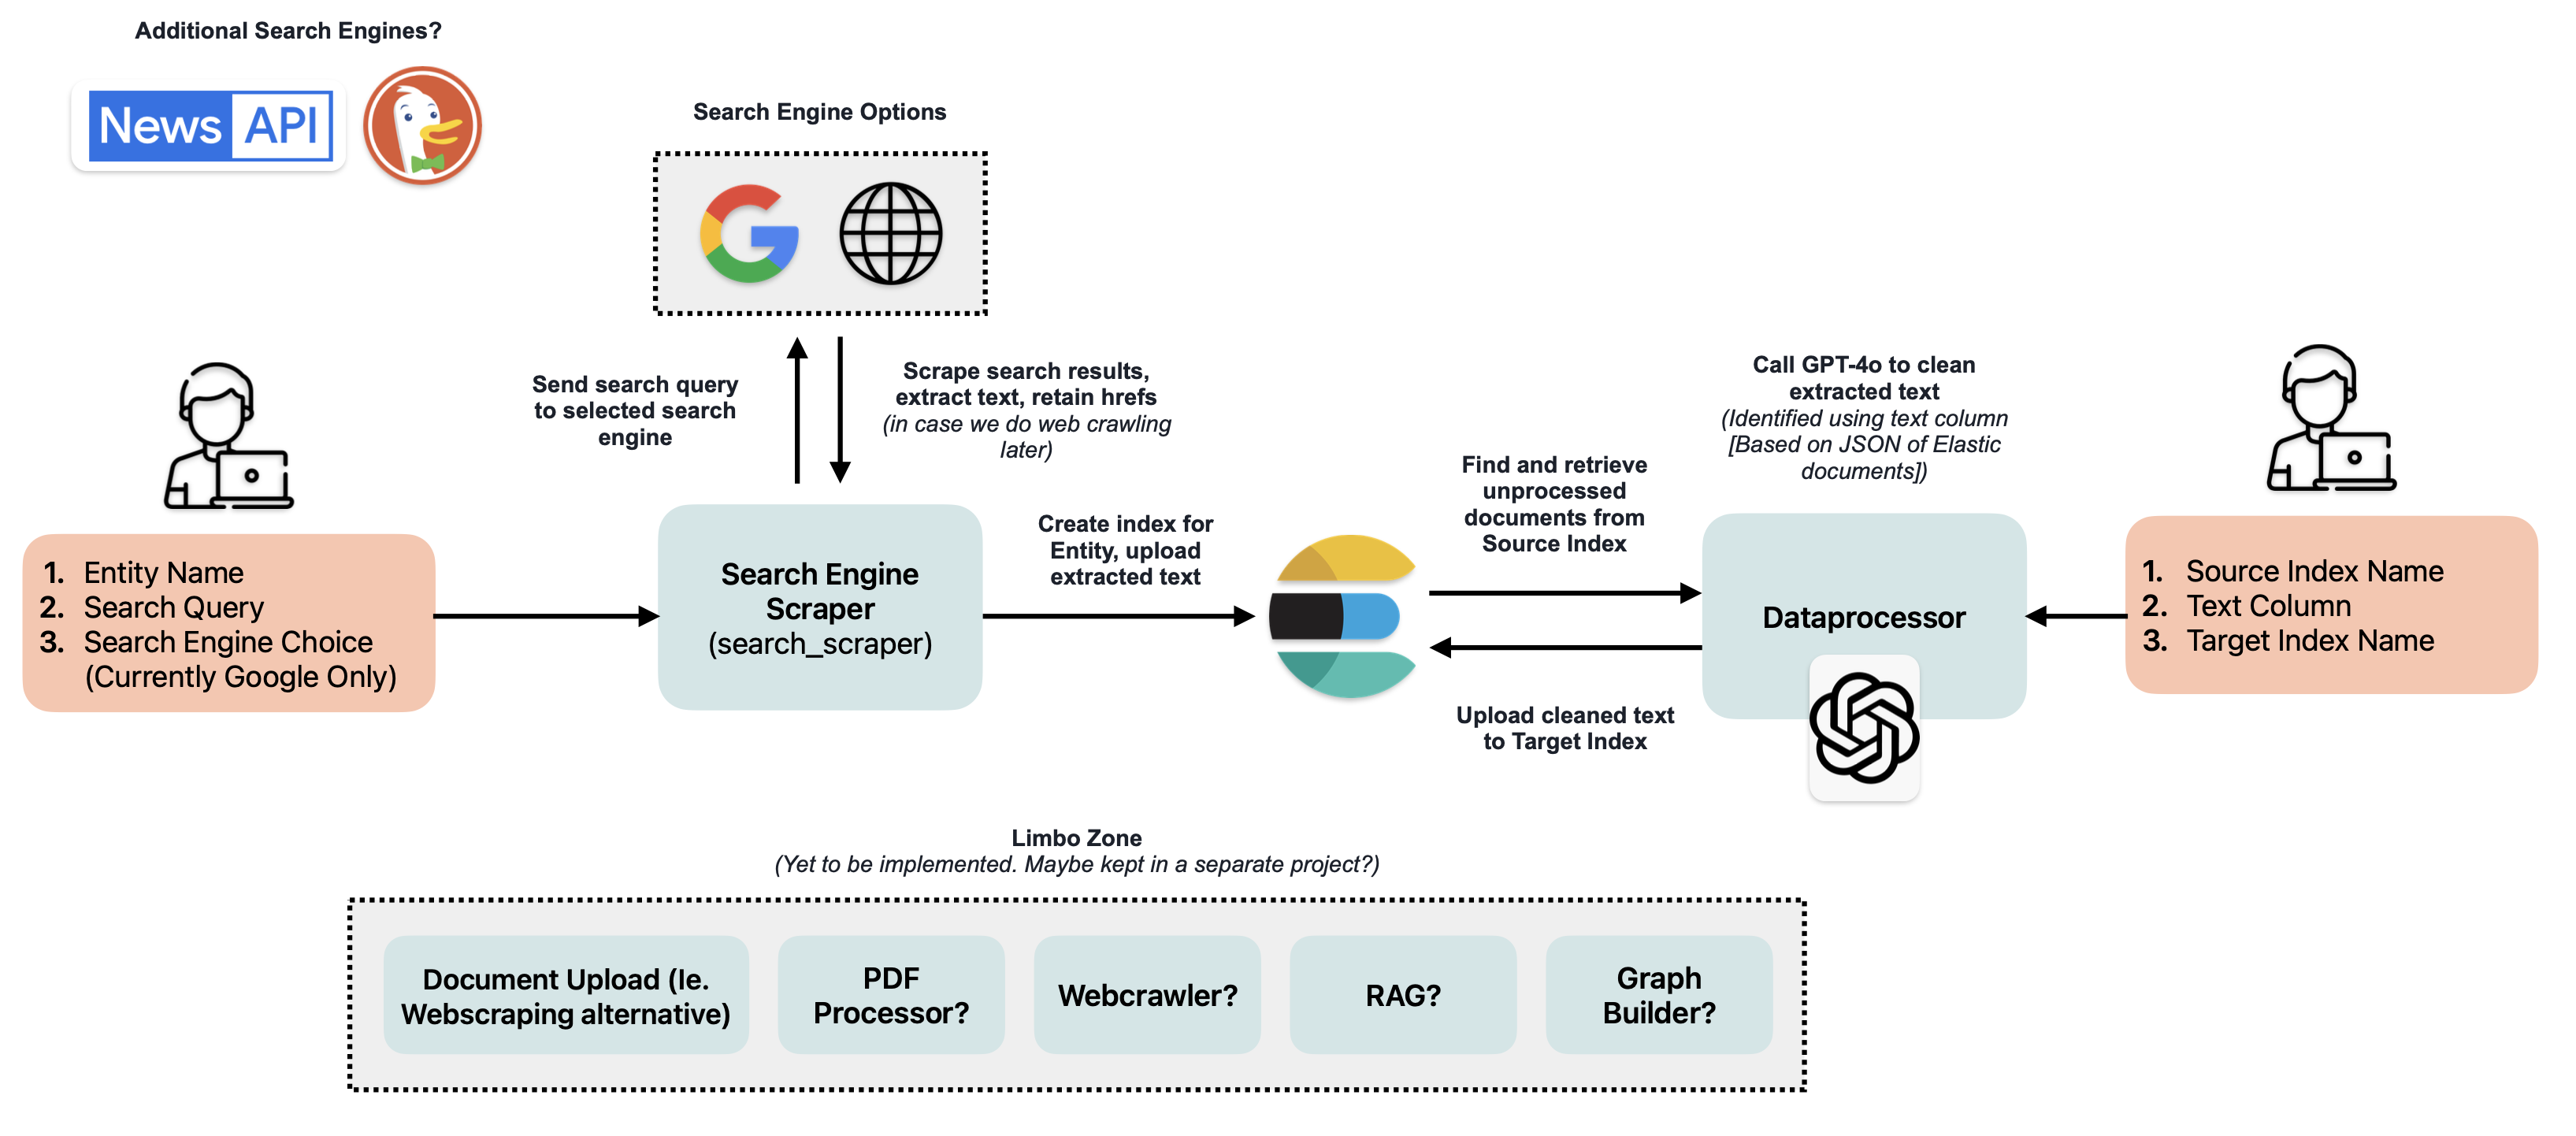 Additional Search Engines?
News API
Search Engine Options
Send search query
to selected search
engine
Scrape search results,
extract text, retain hrefs
(in case we do web crawling
later)
Call GPT-4o to clean
extracted text
(Identified using text column
[Based on JSON of Elastic
documents])
1. Entity Name
2. Search Query
3. Search Engine Choice
(Currently Google Only)
Search Engine
Scraper
(search_scraper)
Create index for
Entity, upload
extracted text
Find and retrieve
unprocessed
documents from
Source Index
Upload cleaned text
to Target Index
Dataprocessor
1. Source Index Name
2. Text Column
3. Target Index Name
Limbo Zone
(Yet to be implemented. Maybe kept in a separate project?)
Document Upload (Ie.
Webscraping alternative)
PDF
Processor?
Webcrawler?
RAG?
Graph
Builder?